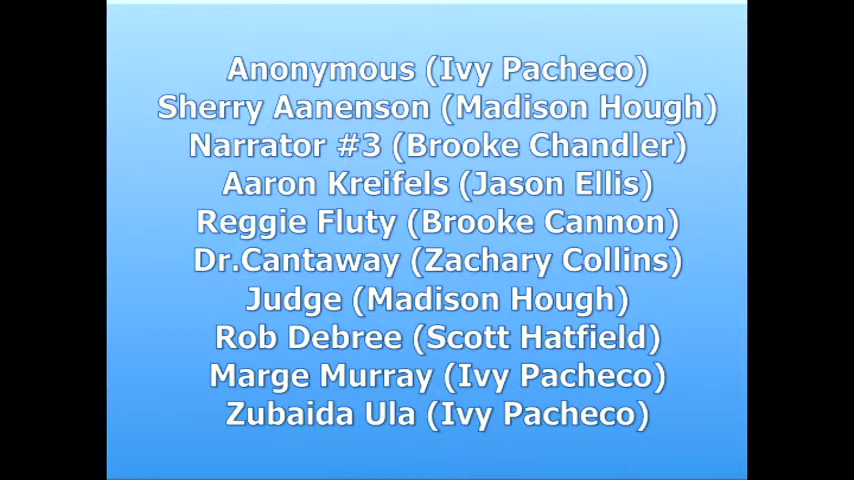 Anonymous (Ivy Pacheco)
Sherry Aanenson (Madison Hough)
Narrator #3 (Brooke Chandler)
Aaron Kreifels (Jason Ellis)
Reggie Fluty (Brooke Cannon)
Dr.Cantaway (Zachary Collins)
Judge (Madison Hough)
Rob Debree (Scott Hatfield)
Marge Murray (Ivy Pacheco)
Zubaida Ula (Ivy Pacheco)